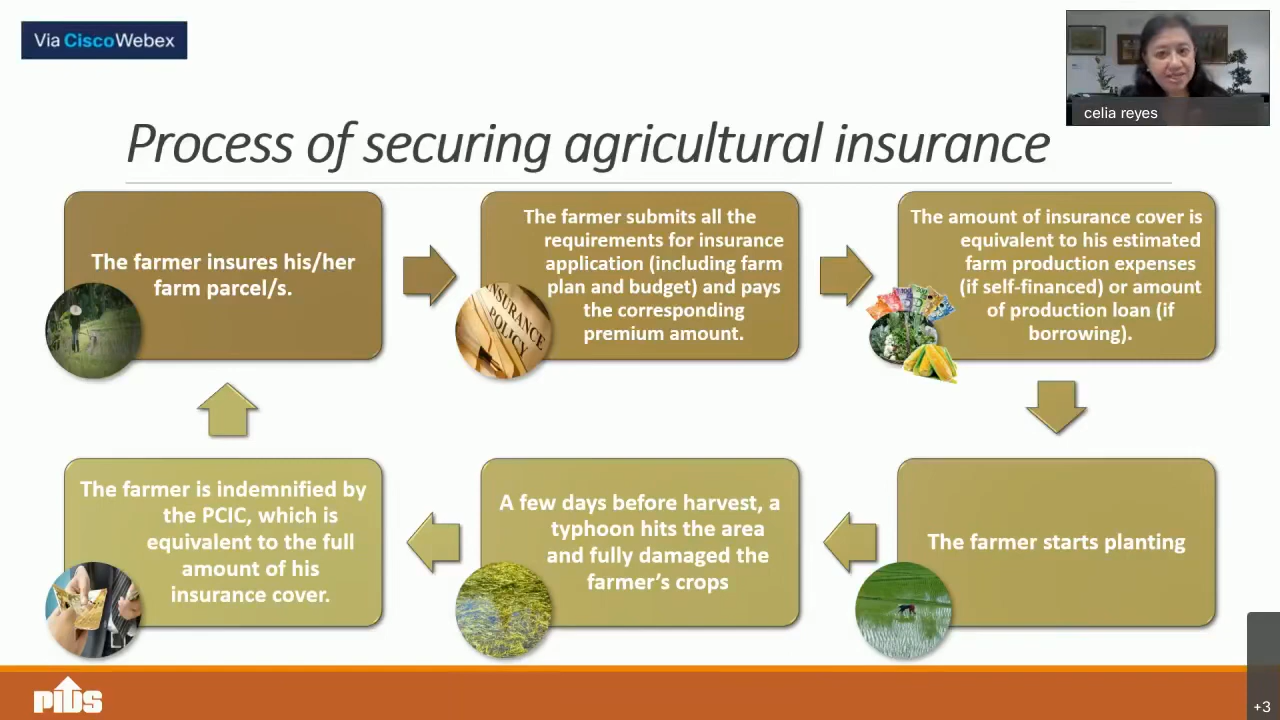 Via CiscoWebex
celia reyes
Process of securing agricultural insurance
The farmer insures his/her
farm parcel/s.
The farmer submits all the
requirements for insurance
application (including farm
plan and budget) and pays
the corresponding
premium amount.
INSURANCE
POLICY
The amount of insurance cover is
equivalent to his estimated
farm production expenses
(if self-financed) or amount
of production loan (if
borrowing).
The farmer starts planting
A few days before harvest, a
typhoon hits the area
and fully damaged the
farmer's crops
The farmer is indemnified by
the PCIC, which is
equivalent to the full
amount of his
insurance cover.
PIDS
+3